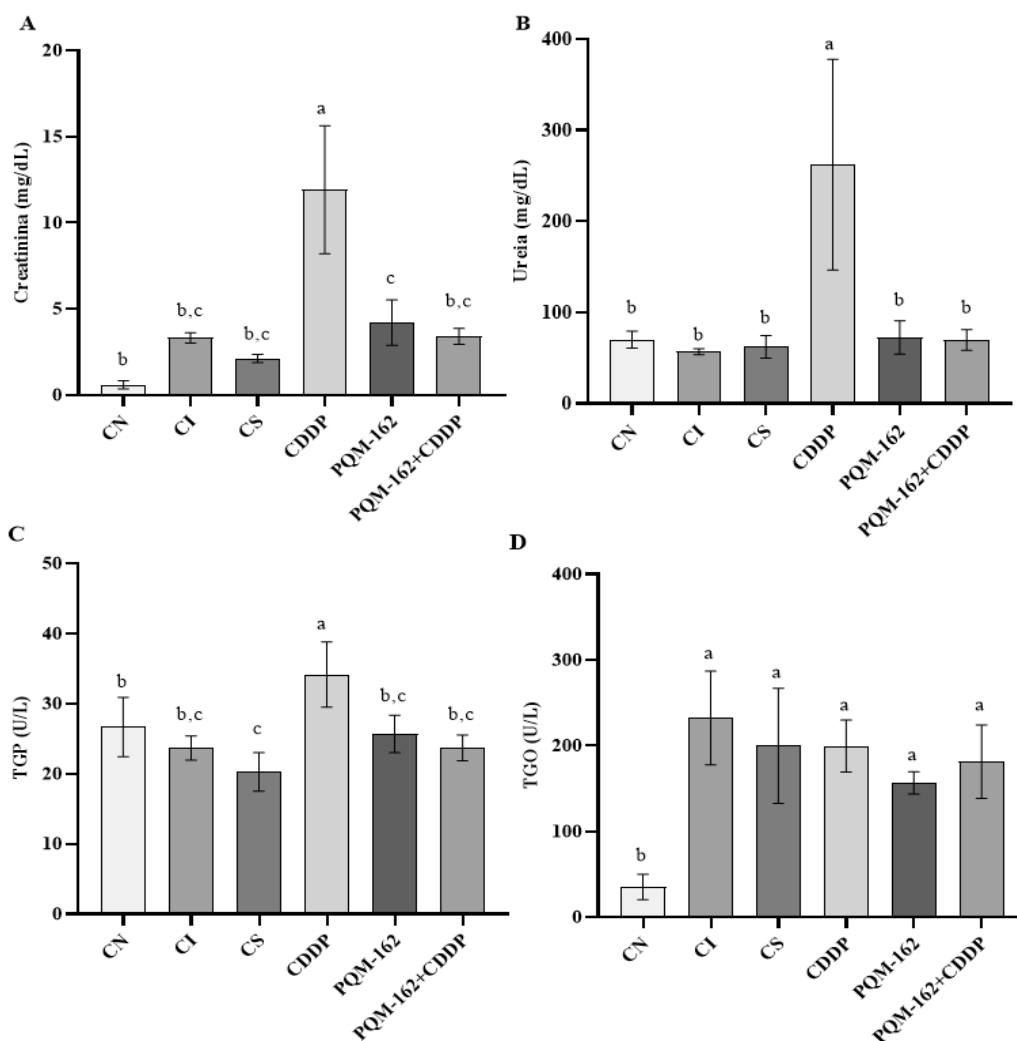 A
Creatinina (mg/dL)
20
15
10
5
0
b
b,c
b,c
a
c
b,c
CN
CI
CS
CDDP
PQM-162
PQM-162+CDDP
B
Ureia (mg/dL)
400
300
200
100
0
b
b
b
a
b
b
CN
CI
CS
CDDP
PQM-162
PQM-162+CDDP
C
TGP (U/L)
50
40
30
20
10
0
b
b,c
c
a
b,c
b,c
CN
CI
CS
CDDP
PQM-162
PQM-162+CDDP
D
TGO (U/L)
400
300
200
100
0
b
a
a
a
a
a
CN
CI
CS
CDDP
PQM-162
PQM-162+CDDP